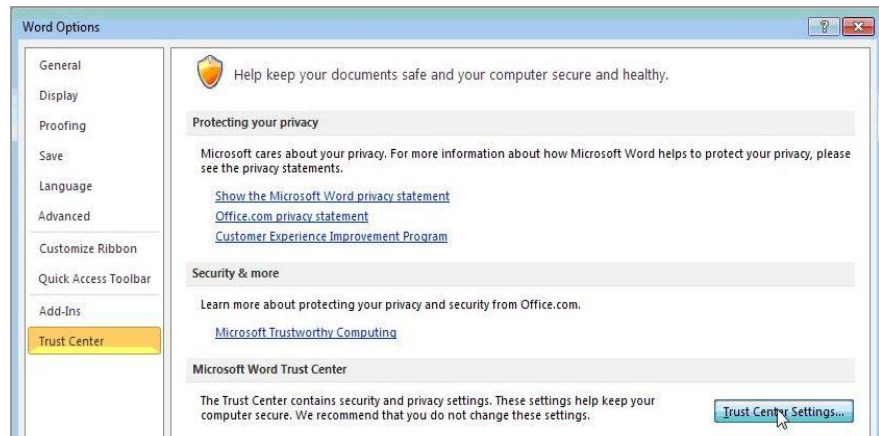 Word Options
General
Display
Proofing
Save
Language
Advanced
Customize Ribbon
Quick Access Toolbar
Add-Ins
Trust Center
Help keep your documents safe and your computer secure and healthy.
Protecting your privacy
Microsoft cares about your privacy. For more information about how Microsoft Word helps to protect your privacy, please
see the privacy statements.
Show the Microsoft Word privacy statement
Office.com privacy statement
Customer Experience Improvement Program
Security & more
Learn more about protecting your privacy and security from Office.com.
Microsoft Trustworthy Computing
Microsoft Word Trust Center
The Trust Center contains security and privacy settings. These settings help keep your
computer secure. We recommend that you do not change these settings.
Trust Center Settings...